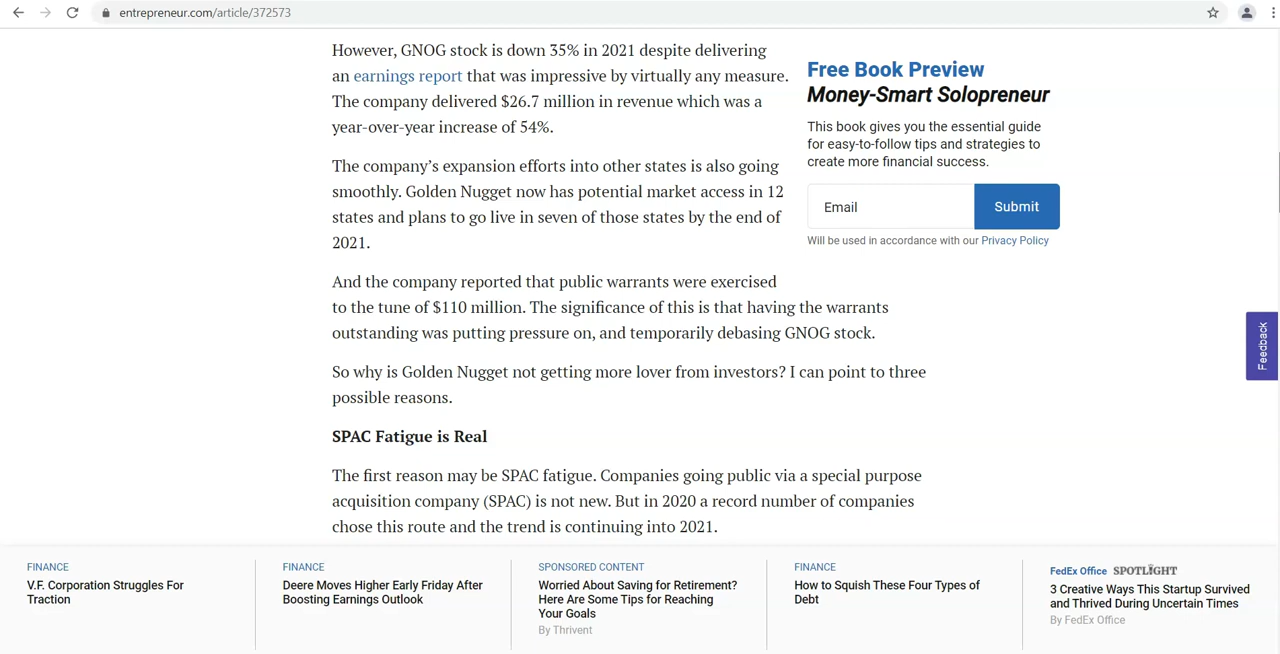 entrepreneur.com/article/372573
However, GNOG stock is down 35% in 2021 despite delivering
an earnings report that was impressive by virtually any measure.
The company delivered $26.7 million in revenue which was a
year-over-year increase of 54%.
The company's expansion efforts into other states is also going
smoothly. Golden Nugget now has potential market access in 12
states and plans to go live in seven of those states by the end of
2021.
And the company reported that public warrants were exercised
to the tune of $110 million. The significance of this is that having the warrants
outstanding was putting pressure on, and temporarily debasing GNOG stock.
So why is Golden Nugget not getting more lover from investors? I can point to three
possible reasons.
SPAC Fatigue is Real
The first reason may be SPAC fatigue. Companies going public via a special purpose
acquisition company (SPAC) is not new. But in 2020 a record number of companies
chose this route and the trend is continuing into 2021.
Free Book Preview
Money-Smart Solopreneur
This book gives you the essential guide
for easy-to-follow tips and strategies to
create more financial success.
Email
Submit
Will be used in accordance with our Privacy Policy
Feedback
FINANCE
V.F. Corporation Struggles For
Traction
FINANCE
Deere Moves Higher Early Friday After
Boosting Earnings Outlook
SPONSORED CONTENT
Worried About Saving for Retirement?
Here Are Some Tips for Reaching
Your Goals
By Thrivent
FINANCE
How to Squish These Four Types of
Debt
FedEx Office SPOTLIGHT
3 Creative Ways This Startup Survived
and Thrived During Uncertain Times
By FedEx Office